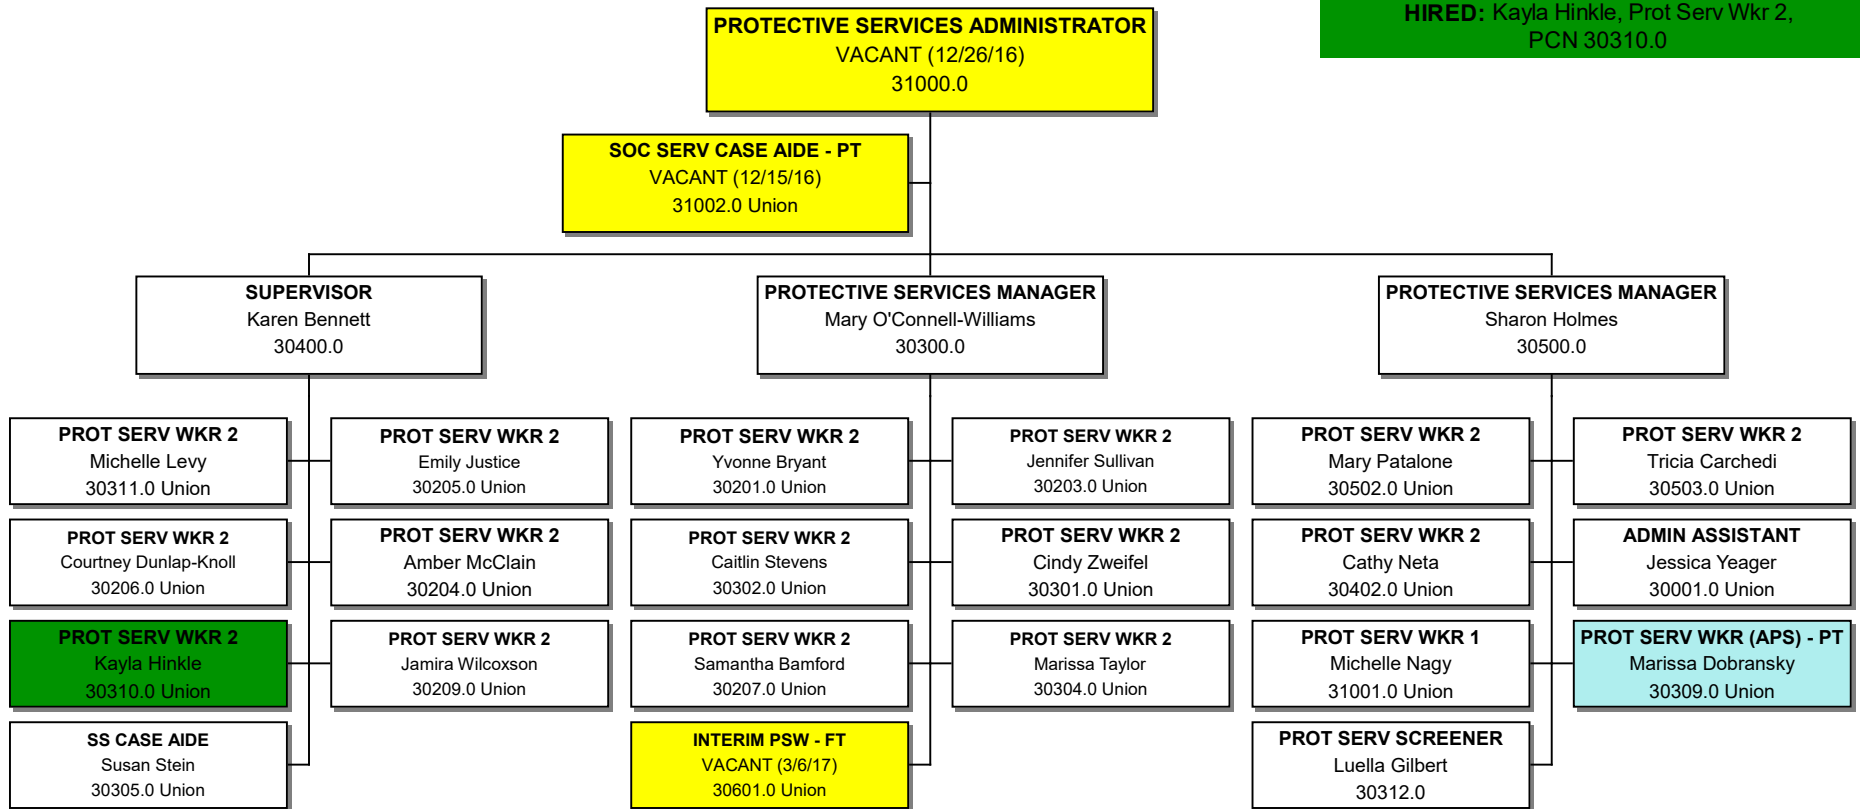 PROTECTIVE SERVICES ADMINISTRATOR
VACANT (12/26/16)
31000.0
HIRED: Kayla Hinkle, Prot Serv Wkr 2,
PCN 30310.0
SOC SERV CASE AIDE - PT
VACANT (12/15/16)
31002.0 Union
SUPERVISOR
Karen Bennett
30400.0
PROTECTIVE SERVICES MANAGER
Mary O'Connell-Williams
30300.0
PROTECTIVE SERVICES MANAGER
Sharon Holmes
30500.0
PROT SERV WKR 2
Michelle Levy
30311.0 Union
PROT SERV WKR 2
Emily Justice
30205.0 Union
PROT SERV WKR 2
Yvonne Bryant
30201.0 Union
PROT SERV WKR 2
Jennifer Sullivan
30203.0 Union
PROT SERV WKR 2
Mary Patalone
30502.0 Union
PROT SERV WKR 2
Tricia Carchedi
30503.0 Union
PROT SERV WKR 2
Courtney Dunlap-Knoll
30206.0 Union
PROT SERV WKR 2
Amber McClain
30204.0 Union
PROT SERV WKR 2
Caitlin Stevens
30302.0 Union
PROT SERV WKR 2
Cindy Zweifel
30301.0 Union
PROT SERV WKR 2
Cathy Neta
30402.0 Union
ADMIN ASSISTANT
Jessica Yeager
30001.0 Union
PROT SERV WKR 2
Kayla Hinkle
30310.0 Union
PROT SERV WKR 2
Jamira Wilcoxson
30209.0 Union
PROT SERV WKR 2
Samantha Bamford
30207.0 Union
PROT SERV WKR 2
Marissa Taylor
30304.0 Union
PROT SERV WKR 1
Michelle Nagy
31001.0 Union
PROT SERV WKR (APS) - PT
Marissa Dobransky
30309.0 Union
SS CASE AIDE
Susan Stein
30305.0 Union
INTERIM PSW - FT
VACANT (3/6/17)
30601.0 Union
PROT SERV SCREENER
Luella Gilbert
30312.0